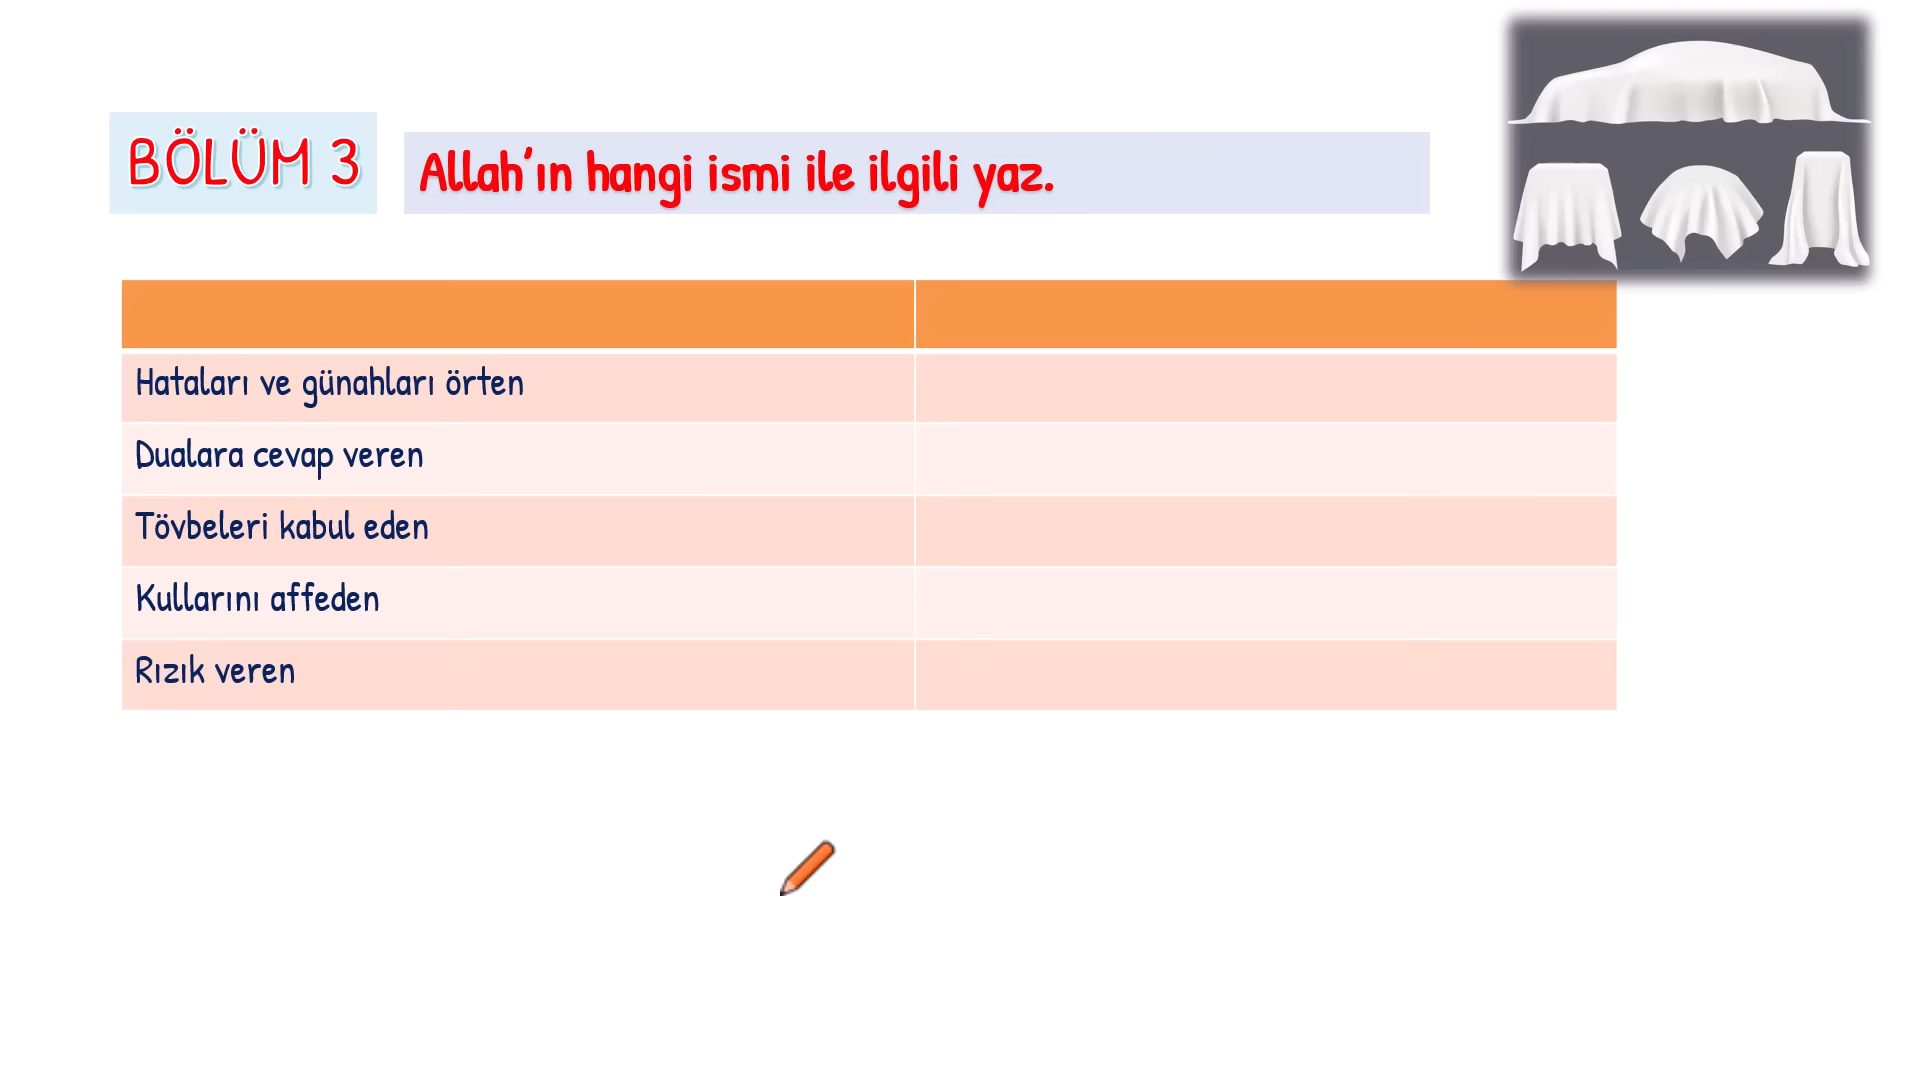 BÖLÜM 3
Allah'ın hangi ismi ile ilgili yaz.
Hataları ve günahları örten
Dualara cevap veren
Tövbeleri kabul eden
Kullarını affeden
Rızık veren